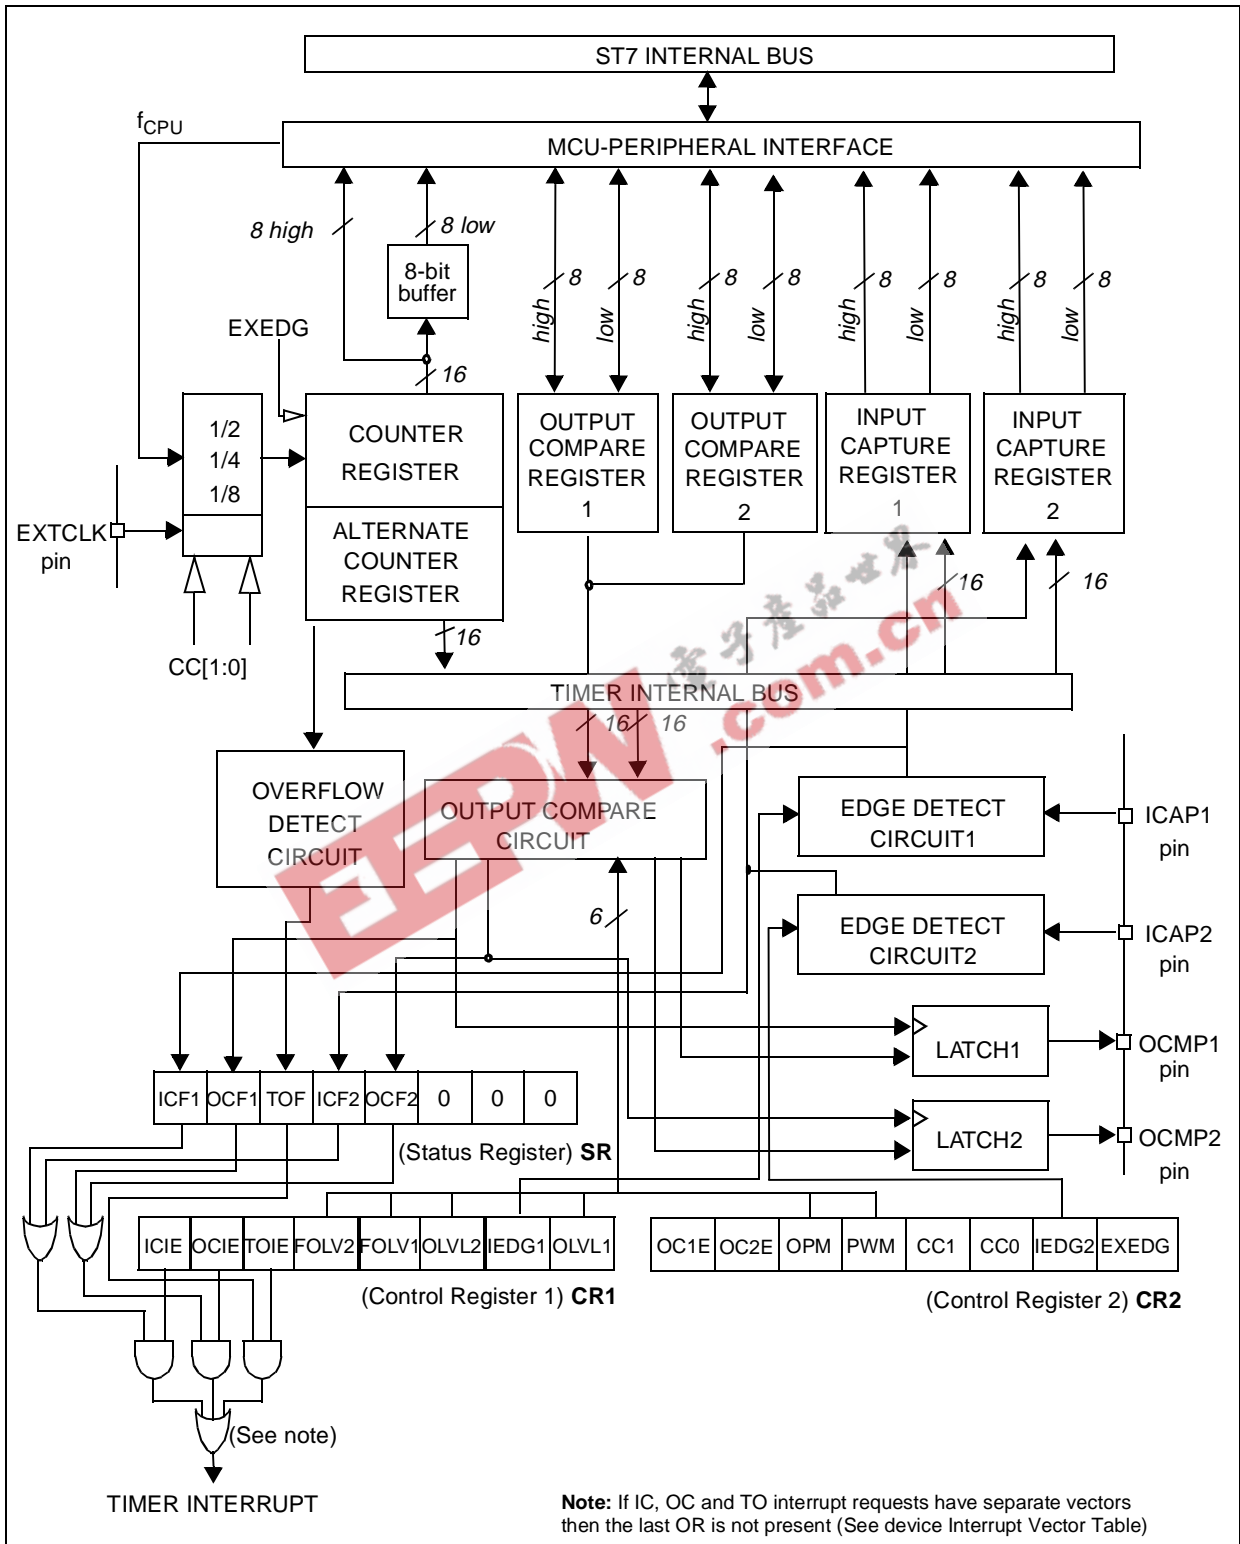 ST7 INTERNAL BUS
fCPU
MCU-PERIPHERAL INTERFACE
8 high
8 low
8-bit
buffer
8
8
8
8
8
8
8
8
high
low
high
low
high
low
high
low
EXEDG
16
1/2
1/4
1/8
COUNTER
REGISTER
OUTPUT
COMPARE
REGISTER
1
OUTPUT
COMPARE
REGISTER
2
INPUT
CAPTURE
REGISTER
1
INPUT
CAPTURE
REGISTER
2
EXTCLK
pin
ALTERNATE
COUNTER
REGISTER
16
16
16
CC[1:0]
TIMER INTERNAL BUS
16
16
電子產品世界
EEPW
.com.cn
OVERFLOW
DETECT
CIRCUIT
OUTPUT COMPARE
CIRCUIT
EDGE DETECT
CIRCUIT1
ICAP1
pin
6
EDGE DETECT
CIRCUIT2
ICAP2
pin
LATCH1
OCMP1
pin
ICF1 OCF1 TOF ICF2 OCF2 0 0 0
(Status Register) SR
LATCH2
OCMP2
pin
ICIE OCIE TOIE FOLV2 FOLV1 OLVL2 IEDG1 OLVL1
(Control Register 1) CR1
OC1E OC2E OPM PWM CC1 CC0 IEDG2 EXEDG
(Control Register 2) CR2
(See note)
TIMER INTERRUPT
Note: If IC, OC and TO interrupt requests have separate vectors
then the last OR is not present (See device Interrupt Vector Table)